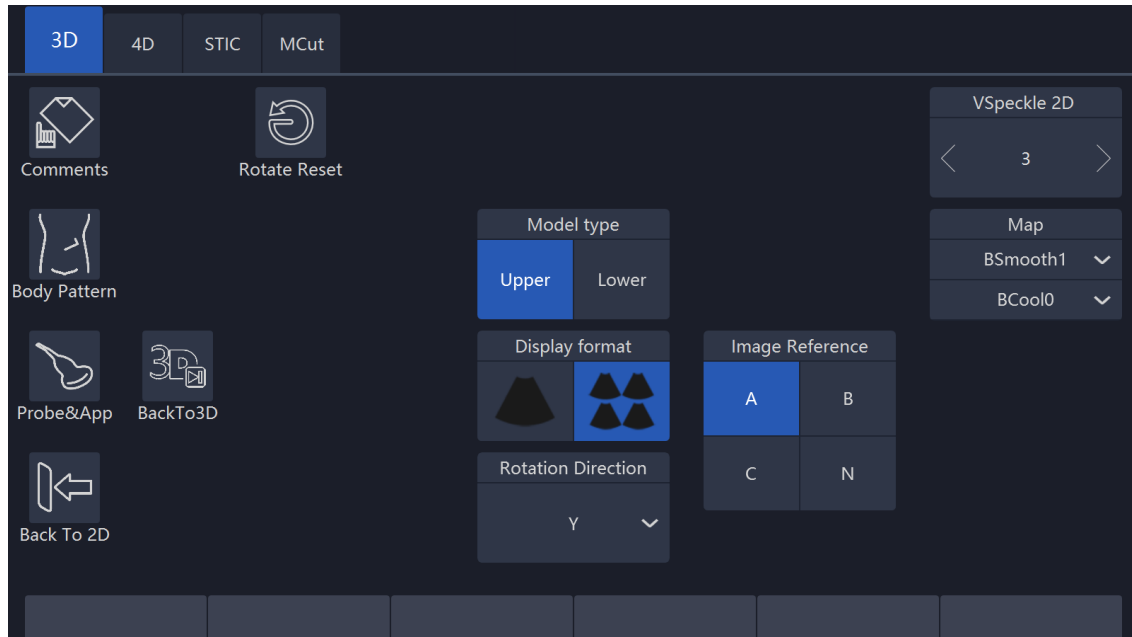 3D
4D
STIC
MCut
Comments
Rotate Reset
VSpeckle 2D
3
Body Pattern
Model type
Upper
Lower
Map
BSmooth1
BCool0
Probe&App
3D
BackTo3D
Display format
Image Reference
A
B
C
N
Back To 2D
Rotation Direction
Y